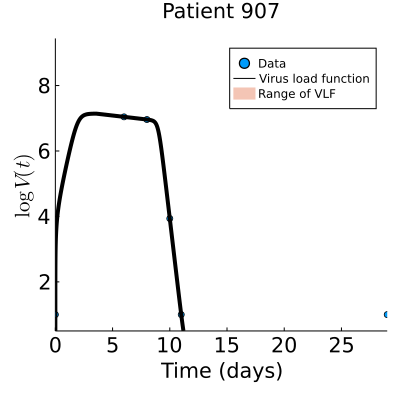 Patient 907
Data
Virus load function
Range of VLF
log V(t)
8
6
4
2
0 5 10 15 20 25
Time (days)